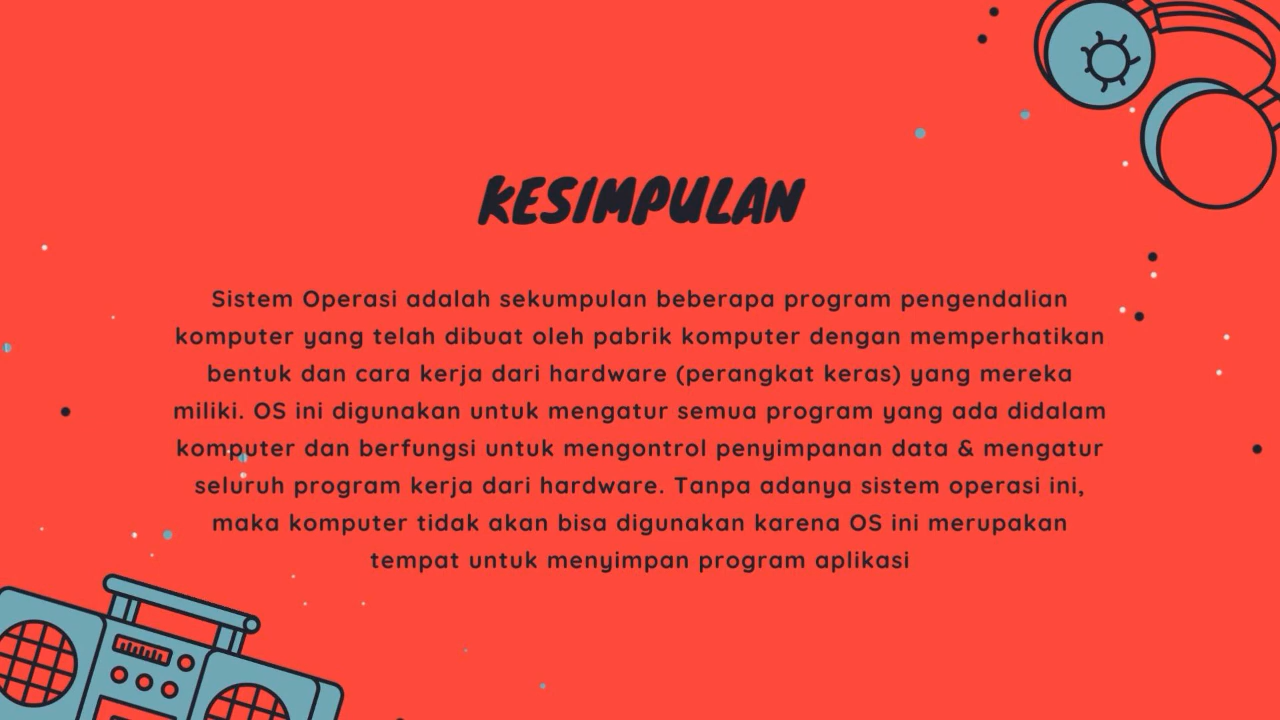 KESIMPULAN
Sistem Operasi adalah sekumpulan beberapa program pengendalian
komputer yang telah dibuat oleh pabrik komputer dengan memperhatikan
bentuk dan cara kerja dari hardware (perangkat keras) yang mereka
miliki. OS ini digunakan untuk mengatur semua program yang ada didalam
komputer dan berfungsi untuk mengontrol penyimpanan data & mengatur
seluruh program kerja dari hardware. Tanpa adanya sistem operasi ini,
maka komputer tidak akan bisa digunakan karena OS ini merupakan
tempat untuk menyimpan program aplikasi